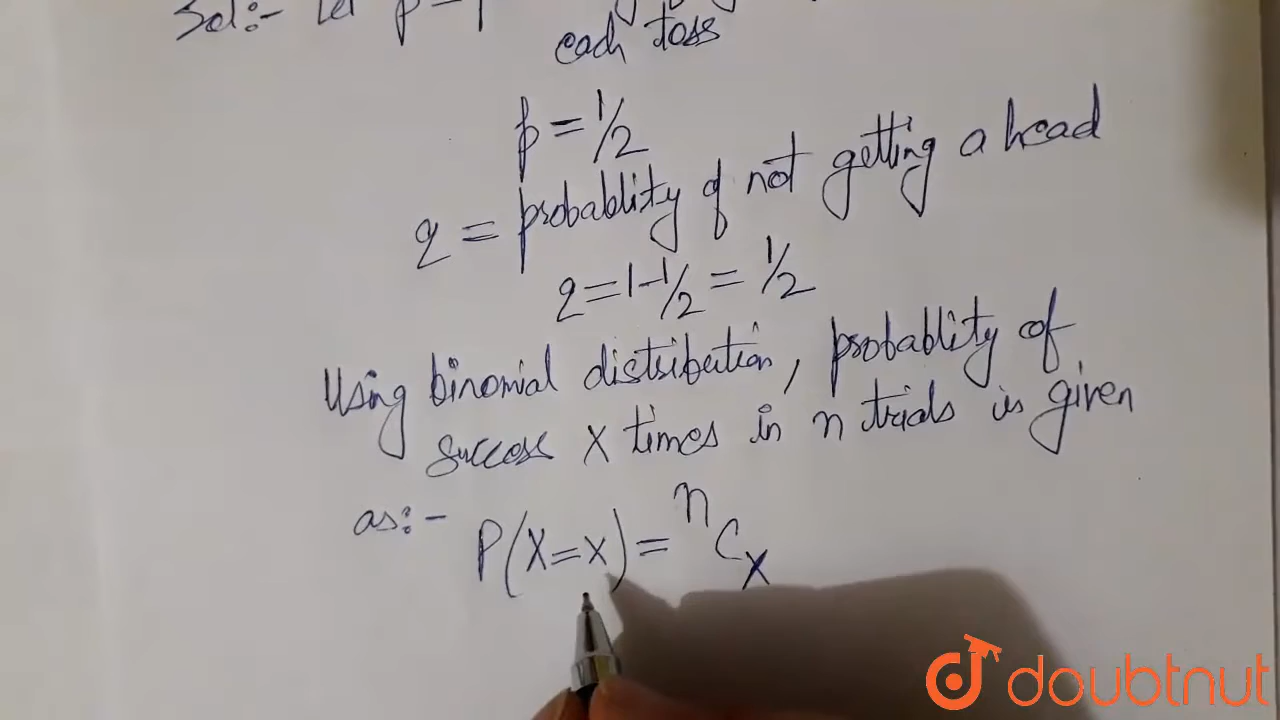 Sol:- Let p =
each toss
p = 1/2
q = probablity of not getting a head
q = 1 - 1/2 = 1/2
Using binomial distribution, probablity of
success x times in n trials is given
as:- P(X=x) = ⁿCₓ
doubtnut